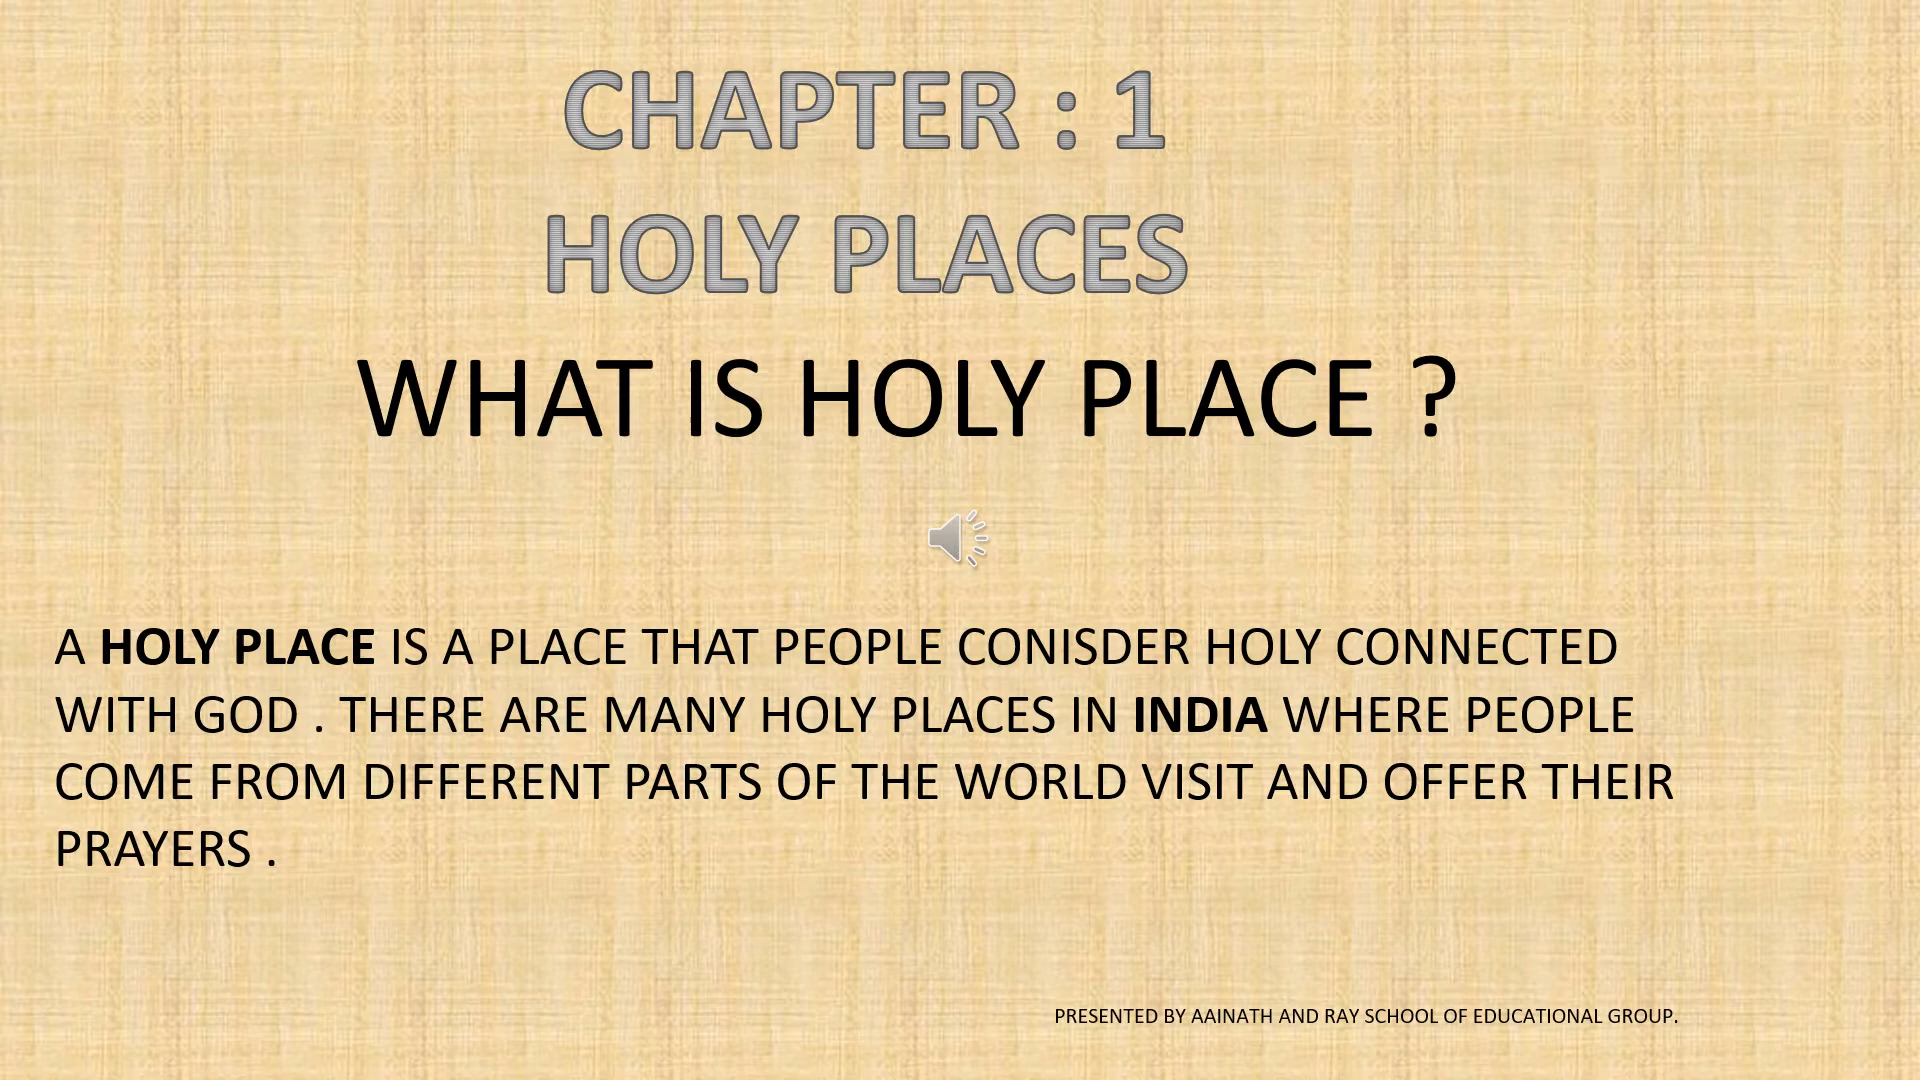 CHAPTER : 1
HOLY PLACES
WHAT IS HOLY PLACE ?
A HOLY PLACE IS A PLACE THAT PEOPLE CONISDER HOLY CONNECTED
WITH GOD . THERE ARE MANY HOLY PLACES IN INDIA WHERE PEOPLE
COME FROM DIFFERENT PARTS OF THE WORLD VISIT AND OFFER THEIR
PRAYERS .
PRESENTED BY AAINATH AND RAY SCHOOL OF EDUCATIONAL GROUP.